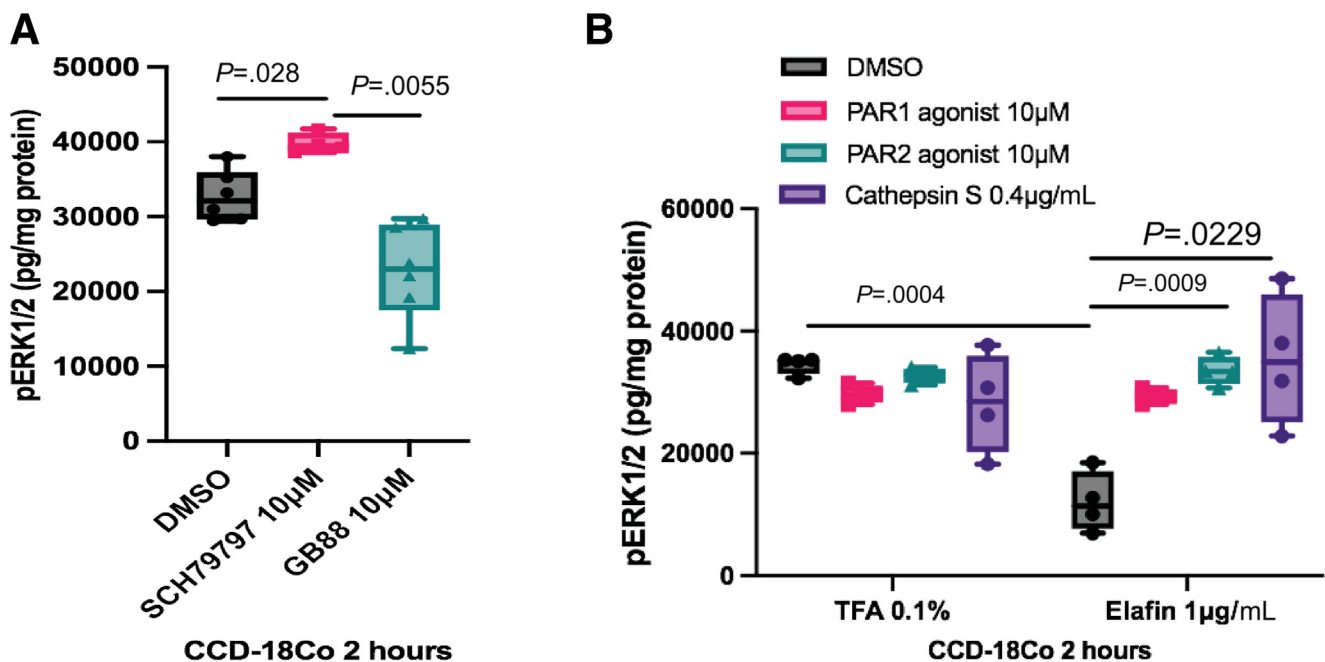 A
50000
40000
30000
20000
10000
0
pERK1/2 (pg/mg protein)
P=.028
P=.0055
DMSO
SCH79797 10µM
GB88 10µM
CCD-18Co 2 hours
B
DMSO
PAR1 agonist 10µM
PAR2 agonist 10µM
Cathepsin S 0.4µg/mL
60000
40000
20000
0
pERK1/2 (pg/mg protein)
P=.0229
P=.0009
P=.0004
TFA 0.1%
Elafin 1µg/mL
CCD-18Co 2 hours